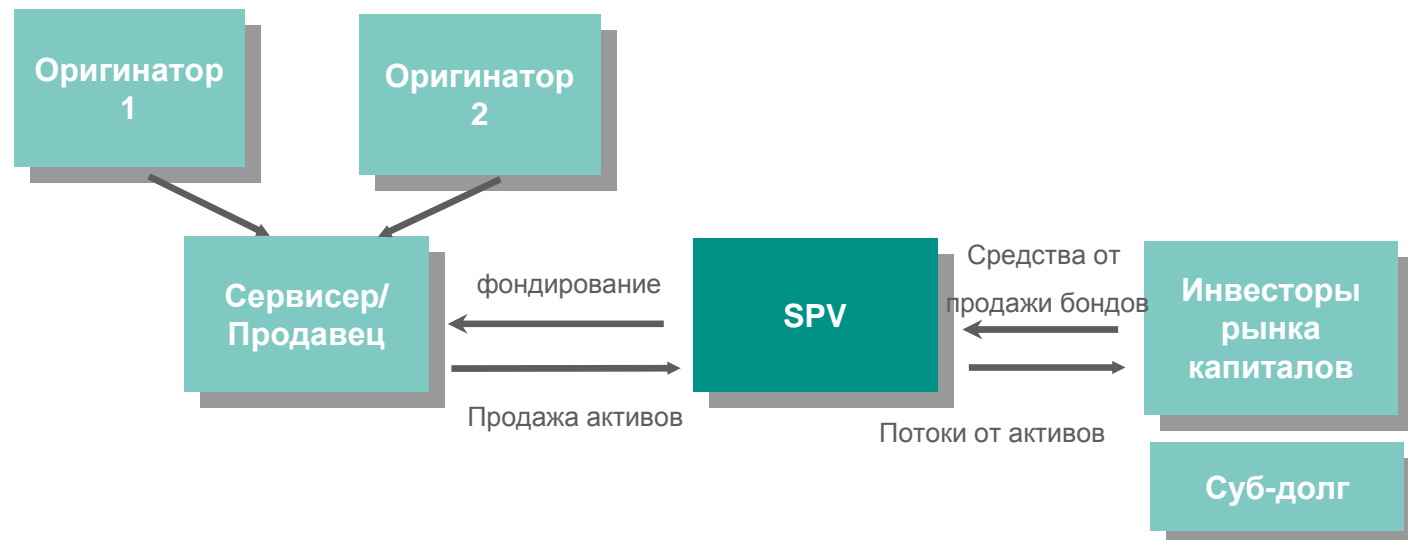 Оригинатор
1
Оригинатор
2
Сервисер/
Продавец
фондирование
Продажа активов
SPV
Средства от
продажи бондов
Потоки от активов
Инвесторы
рынка
капиталов
Суб-долг